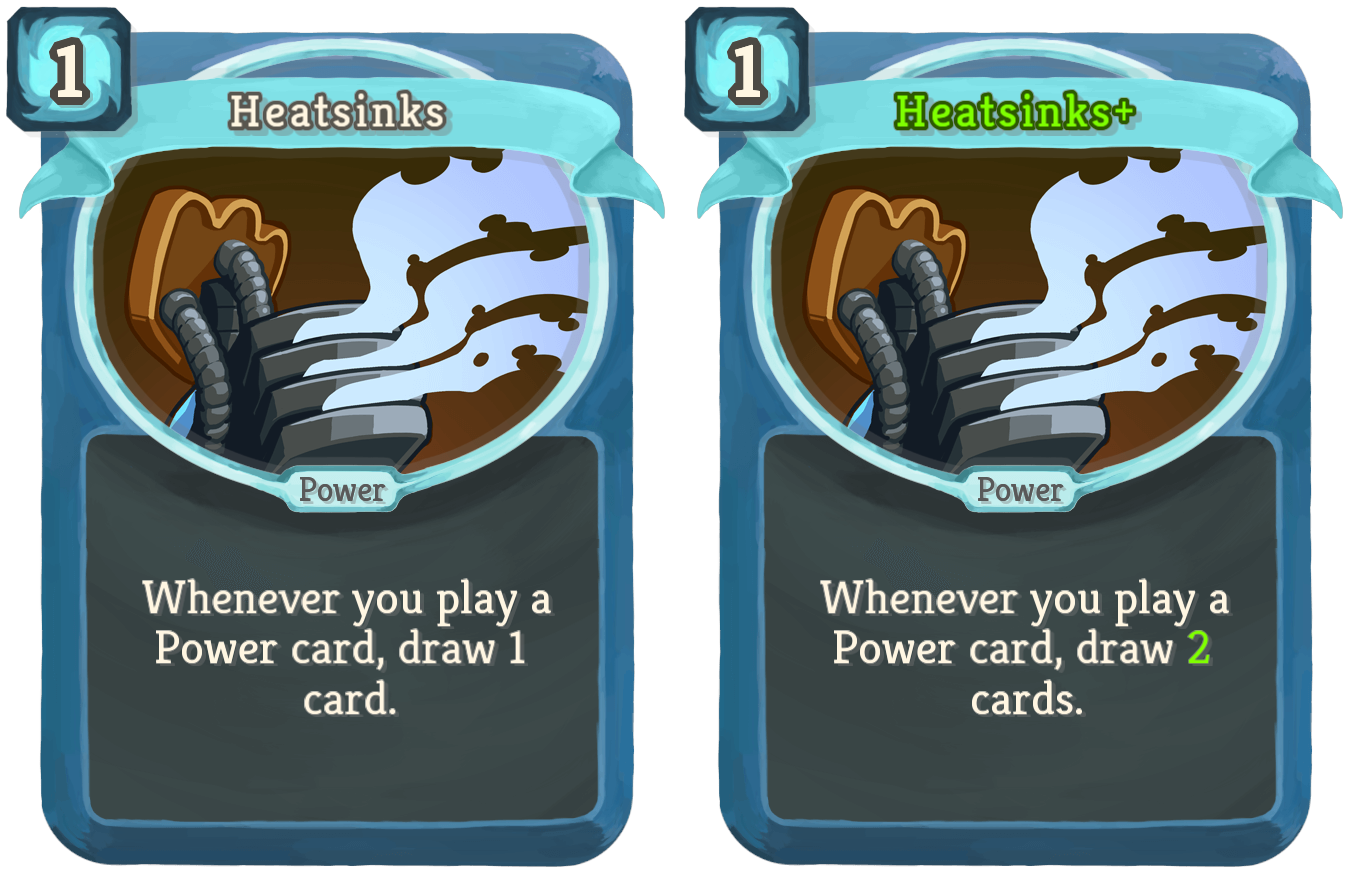 1
Heatsinks
Power
Whenever you play a
Power card, draw 1
card.
1
Heatsinks+
Power
Whenever you play a
Power card, draw 2
cards.